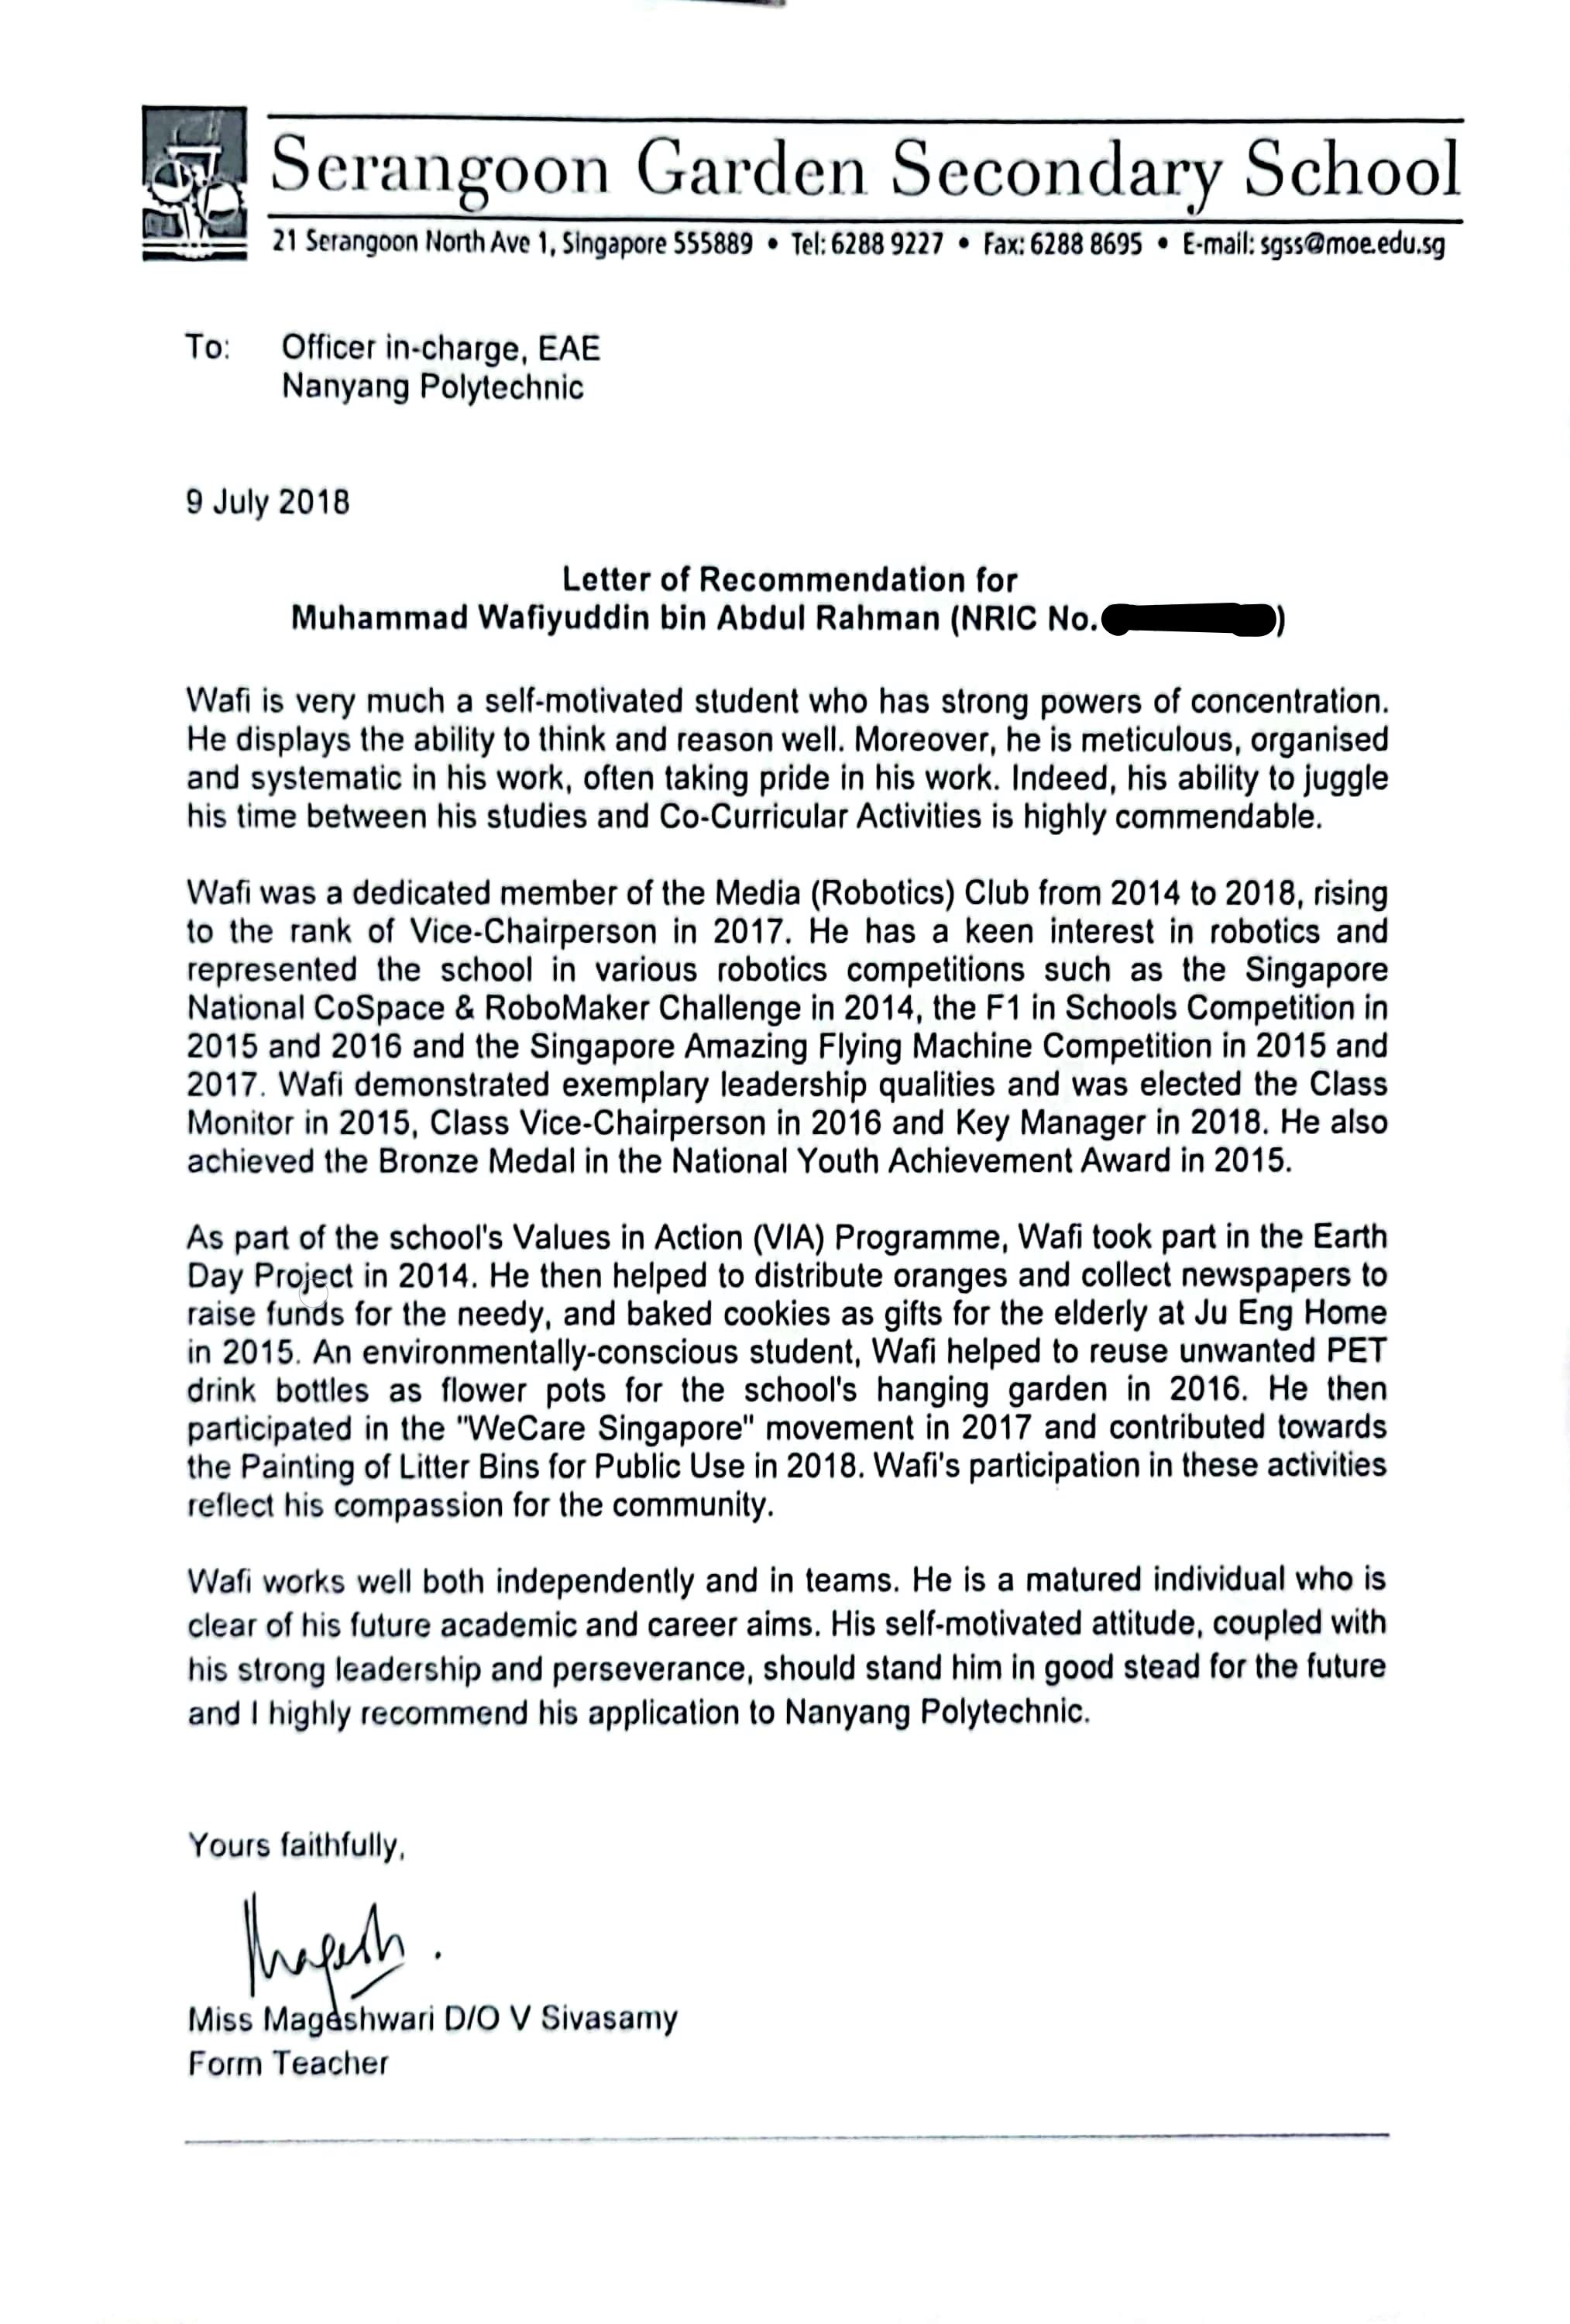 Serangoon Garden Secondary School
21 Serangoon North Ave 1, Singapore 555889 • Tel: 6288 9227 • Fax: 6288 8695 • E-mail: sgss@moe.edu.sg
To: Officer in-charge, EAE
Nanyang Polytechnic
9 July 2018
Letter of Recommendation for
Muhammad Wafiyuddin bin Abdul Rahman (NRIC No. )
Wafi is very much a self-motivated student who has strong powers of concentration.
He displays the ability to think and reason well. Moreover, he is meticulous, organised
and systematic in his work, often taking pride in his work. Indeed, his ability to juggle
his time between his studies and Co-Curricular Activities is highly commendable.
Wafi was a dedicated member of the Media (Robotics) Club from 2014 to 2018, rising
to the rank of Vice-Chairperson in 2017. He has a keen interest in robotics and
represented the school in various robotics competitions such as the Singapore
National CoSpace & RoboMaker Challenge in 2014, the F1 in Schools Competition in
2015 and 2016 and the Singapore Amazing Flying Machine Competition in 2015 and
2017. Wafi demonstrated exemplary leadership qualities and was elected the Class
Monitor in 2015, Class Vice-Chairperson in 2016 and Key Manager in 2018. He also
achieved the Bronze Medal in the National Youth Achievement Award in 2015.
As part of the school's Values in Action (VIA) Programme, Wafi took part in the Earth
Day Project in 2014. He then helped to distribute oranges and collect newspapers to
raise funds for the needy, and baked cookies as gifts for the elderly at Ju Eng Home
in 2015. An environmentally-conscious student, Wafi helped to reuse unwanted PET
drink bottles as flower pots for the school's hanging garden in 2016. He then
participated in the "WeCare Singapore" movement in 2017 and contributed towards
the Painting of Litter Bins for Public Use in 2018. Wafi's participation in these activities
reflect his compassion for the community.
Wafi works well both independently and in teams. He is a matured individual who is
clear of his future academic and career aims. His self-motivated attitude, coupled with
his strong leadership and perseverance, should stand him in good stead for the future
and I highly recommend his application to Nanyang Polytechnic.
Yours faithfully,
Miss Mageshwari D/O V Sivasamy
Form Teacher